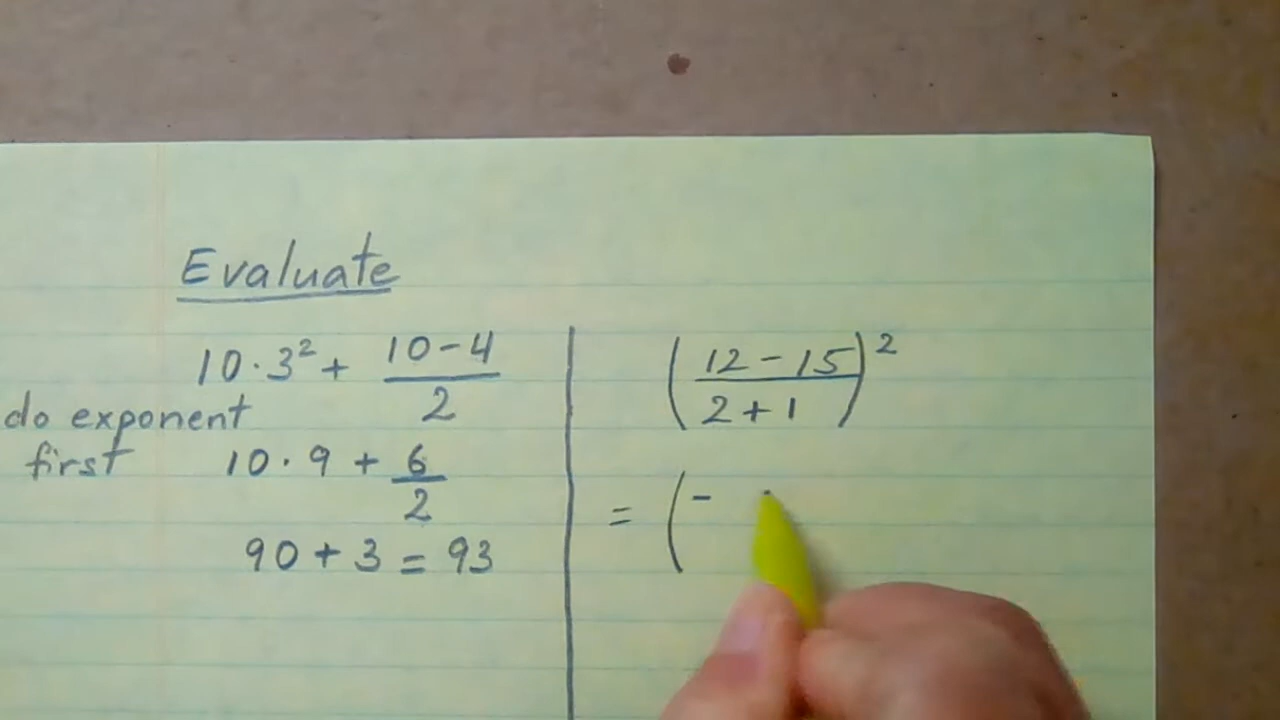 Evaluate
10·3² + (10-4)/2
do exponent
first
10·9 + 6/2
90 + 3 = 93
((12-15)/(2+1))²
= (-